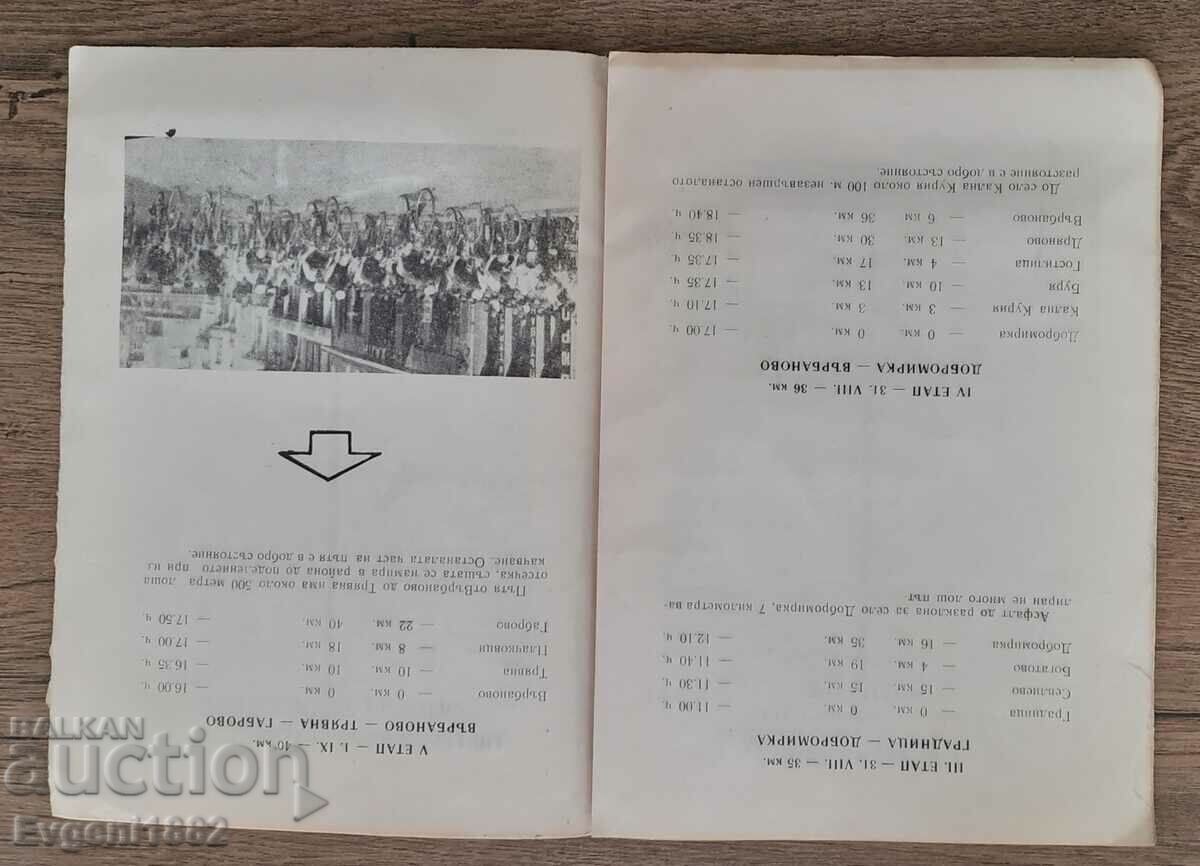 III. ЕТАП — 31. VIII. — 35 км.
ГРАДНИЦА — ДОБРОМИРКА
Градница — 0 км. 0 км. — 11.00 ч.
Севлиево — 15 км. 15 км. — 11.30 ч.
Богатово — 4 км. 19 км. — 11.40 ч.
Добромирка — 16 км. 35 км. — 12.10 ч.
Асфалт до разклона за село Добромирка, 7 километра ва-
лиран не много лош път.
IV ЕТАП — 31. VIII. — 36 км.
ДОБРОМИРКА — ВЪРБАНОВО
Добромирка — 0 км. 0 км. — 17.00 ч.
Кална Курия — 3 км. 3 км. — 17.10 ч.
Буря — 10 км. 13 км. — 17.35 ч.
Гостилица — 4 км. 17 км. — 17.35 ч.
Дряново — 13 км. 30 км. — 18.35 ч.
Върбаново — 6 км 36 км. — 18.40 ч
До село Кална Курия около 100 м. незавършен останалото
разстояние е в добро състояние.
V ЕТАП — 1. IX. — 40 км.
ВЪРБАНОВО — ТРЯВНА — ГАБРОВО
Върбаново — 0 км. 0 км. — 16.00 ч.
Трявна — 10 км. 10 км. — 16.35 ч.
Плачковци — 8 км. 18 км. — 17.00 ч.
Габрово — 22 км. 40 км. — 17.50 ч.
Пътя отВърбаново до Трявна има около 500 метра лоша
отсечка, същата се намира в района до поделението при из
качване. Останалата част на пътя е в добро състояние.
BALKAN
auction
Evgeni1882